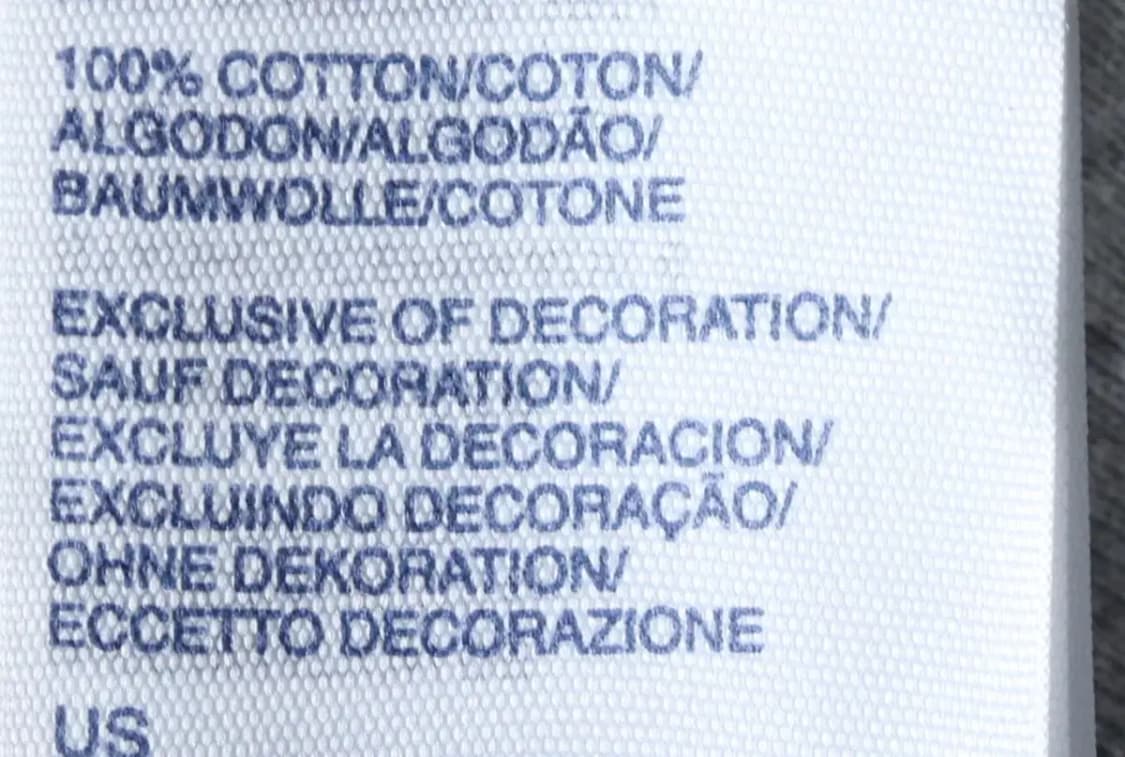 100% COTTON/COTON/
ALGODON/ALGODÃO/
BAUMWOLLE/COTONE
EXCLUSIVE OF DECORATION/
SAUF DECORATION/
EXCLUYE LA DECORACION/
EXCLUINDO DECORAÇÃO/
OHNE DEKORATION/
ECCETTO DECORAZIONE
US